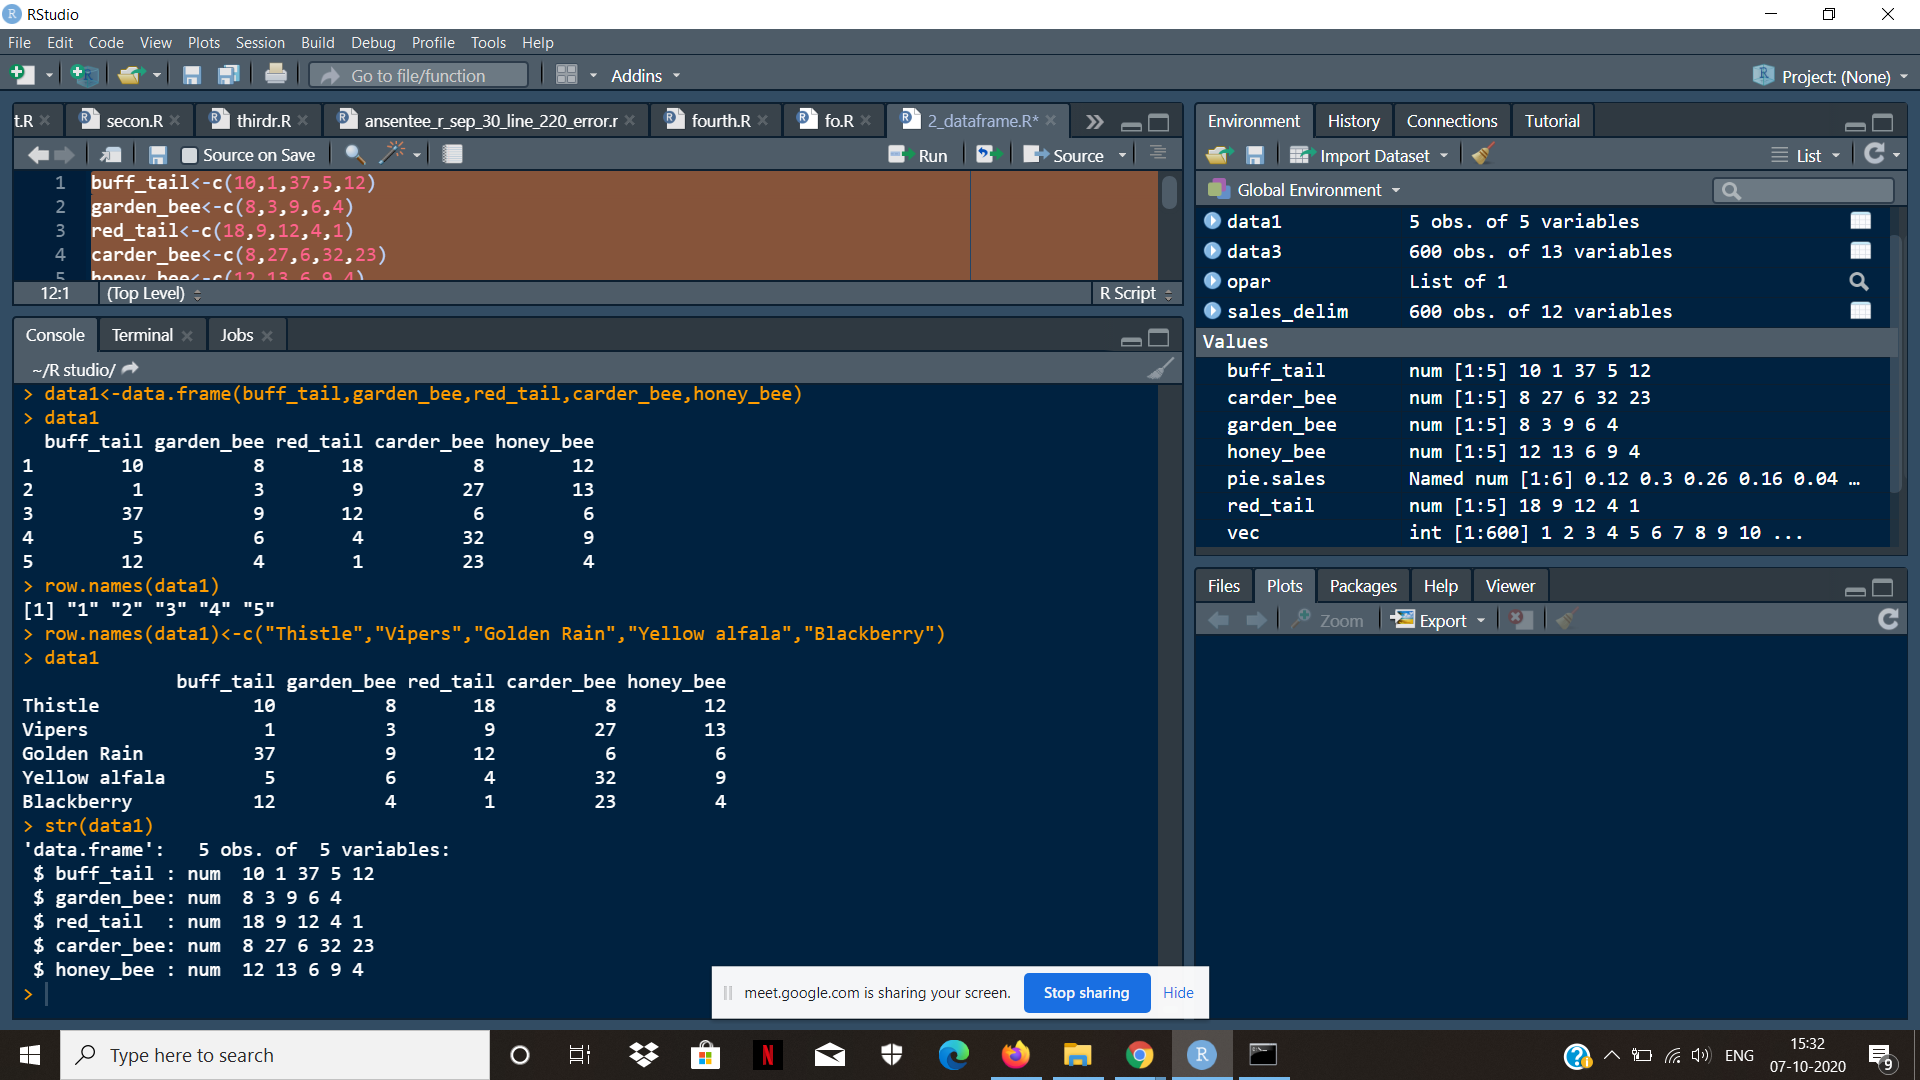 RStudio
File Edit Code View Plots Session Build Debug Profile Tools Help
Go to file/function Addins Project: (None)
t.R secon.R thirdr.R ansentee_r_sep_30_line_220_error.r fourth.R fo.R 2_dataframe.R*
Source on Save Run Source
1 buff_tail<-c(10,1,37,5,12)
2 garden_bee<-c(8,3,9,6,4)
3 red_tail<-c(18,9,12,4,1)
4 carder_bee<-c(8,27,6,32,23)
5 honey_bee<-c(12,13,6,9,4)
12:1 (Top Level) R Script
Console Terminal Jobs
~/R studio/
> data1<-data.frame(buff_tail,garden_bee,red_tail,carder_bee,honey_bee)
> data1
buff_tail garden_bee red_tail carder_bee honey_bee
1 10 8 18 8 12
2 1 3 9 27 13
3 37 9 12 6 6
4 5 6 4 32 9
5 12 4 1 23 4
> row.names(data1)
[1] "1" "2" "3" "4" "5"
> row.names(data1)<-c("Thistle","Vipers","Golden Rain","Yellow alfala","Blackberry")
> data1
buff_tail garden_bee red_tail carder_bee honey_bee
Thistle 10 8 18 8 12
Vipers 1 3 9 27 13
Golden Rain 37 9 12 6 6
Yellow alfala 5 6 4 32 9
Blackberry 12 4 1 23 4
> str(data1)
'data.frame': 5 obs. of 5 variables:
$ buff_tail : num 10 1 37 5 12
$ garden_bee: num 8 3 9 6 4
$ red_tail : num 18 9 12 4 1
$ carder_bee: num 8 27 6 32 23
$ honey_bee : num 12 13 6 9 4
>
Environment History Connections Tutorial
Import Dataset List
Global Environment
data1 5 obs. of 5 variables
data3 600 obs. of 13 variables
opar List of 1
sales_delim 600 obs. of 12 variables
Values
buff_tail num [1:5] 10 1 37 5 12
carder_bee num [1:5] 8 27 6 32 23
garden_bee num [1:5] 8 3 9 6 4
honey_bee num [1:5] 12 13 6 9 4
pie.sales Named num [1:6] 0.12 0.3 0.26 0.16 0.04 …
red_tail num [1:5] 18 9 12 4 1
vec int [1:600] 1 2 3 4 5 6 7 8 9 10 ...
Files Plots Packages Help Viewer
Zoom Export
meet.google.com is sharing your screen. Stop sharing Hide
Type here to search
ENG
15:32
07-10-2020
9